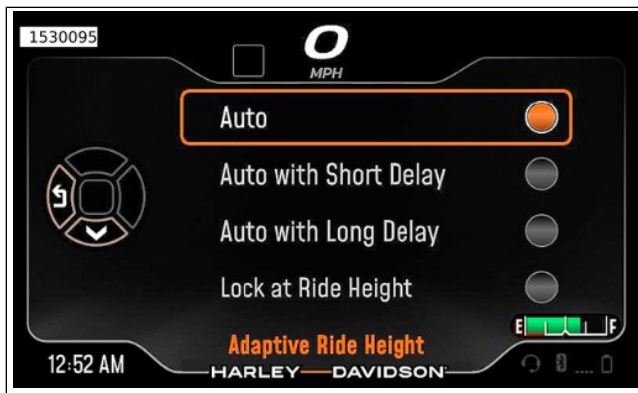 1530095
0
MPH
Auto
Auto with Short Delay
Auto with Long Delay
Lock at Ride Height
E F
Adaptive Ride Height
12:52 AM
HARLEY DAVIDSON